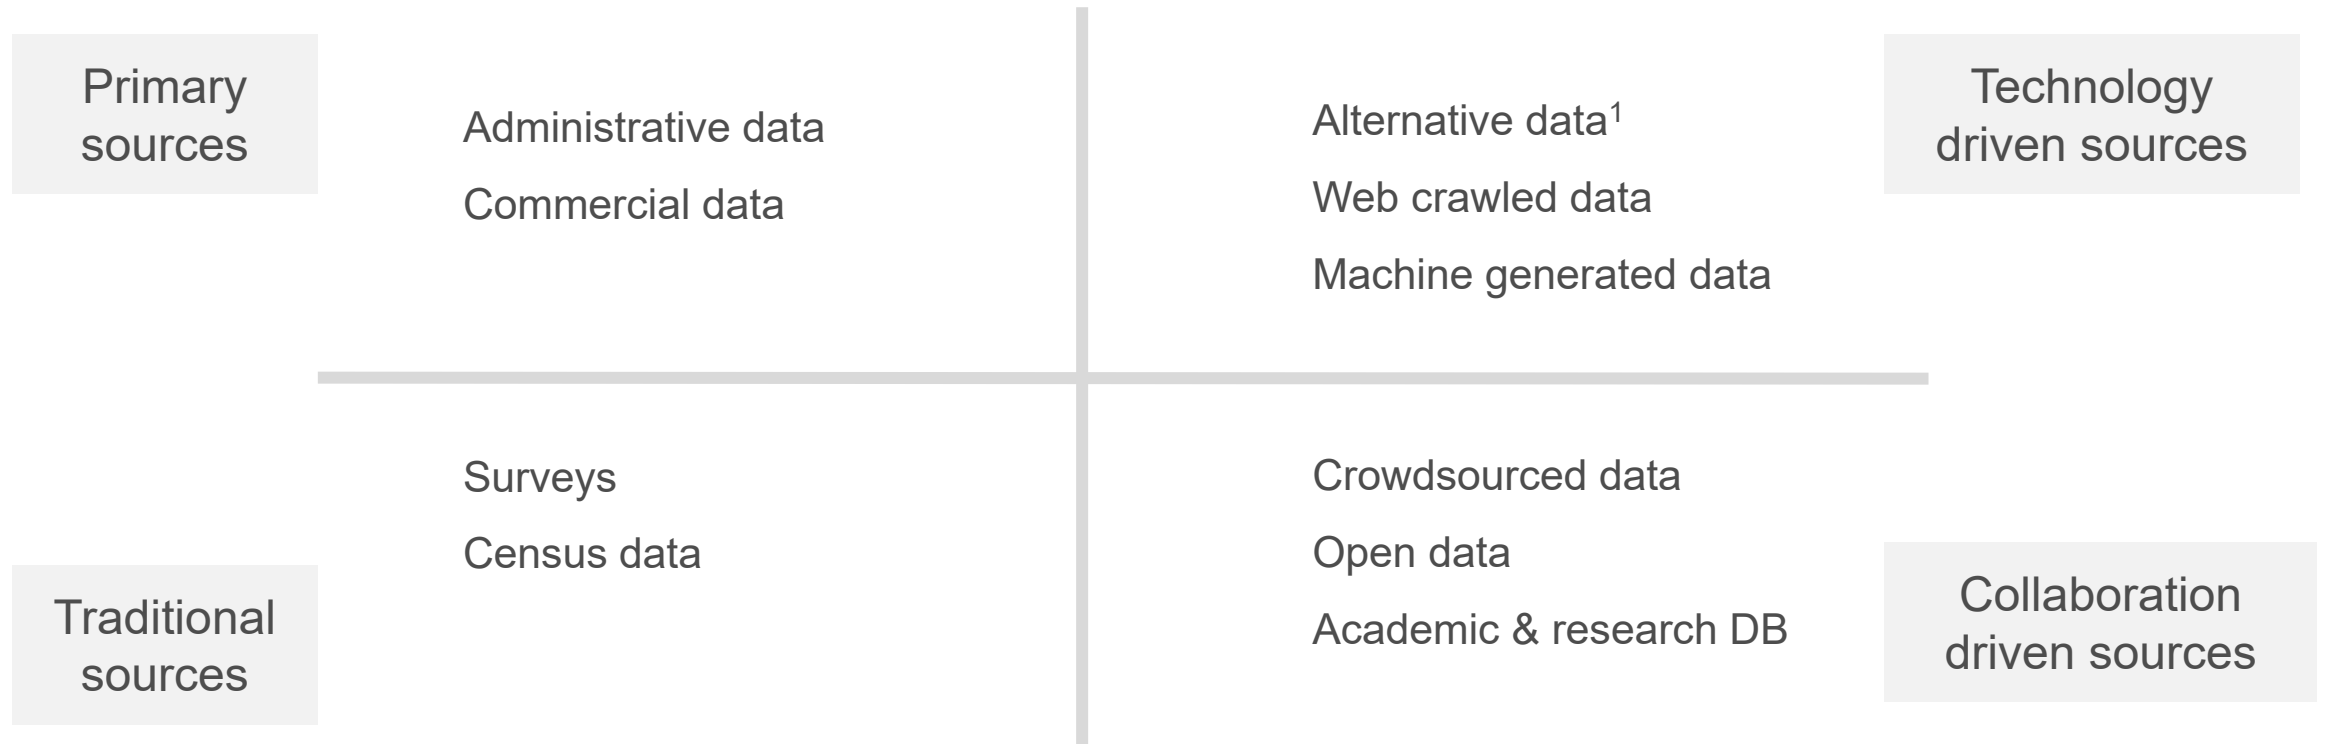 Primary
sources
Administrative data
Commercial data
Alternative data¹
Web crawled data
Machine generated data
Technology
driven sources
Traditional
sources
Surveys
Census data
Crowdsourced data
Open data
Academic & research DB
Collaboration
driven sources